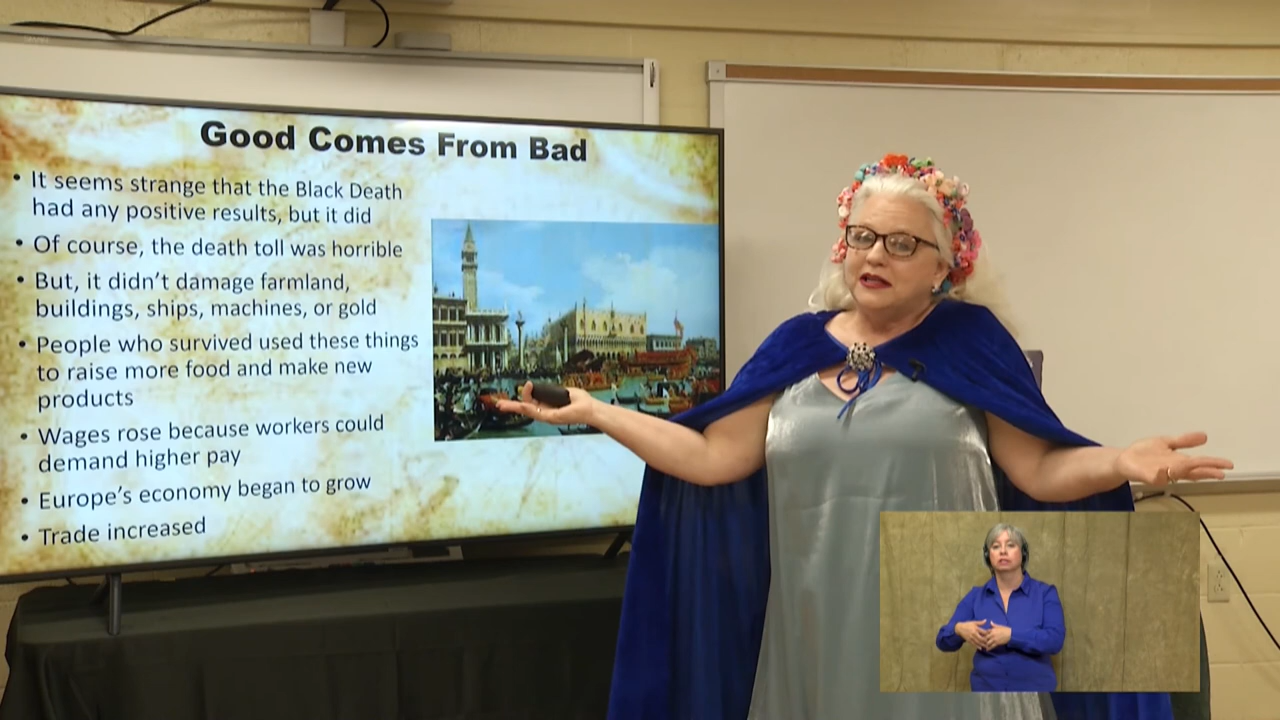 Good Comes From Bad
• It seems strange that the Black Death
had any positive results, but it did
• Of course, the death toll was horrible
• But, it didn't damage farmland,
buildings, ships, machines, or gold
• People who survived used these things
to raise more food and make new
products
• Wages rose because workers could
demand higher pay
• Europe's economy began to grow
• Trade increased